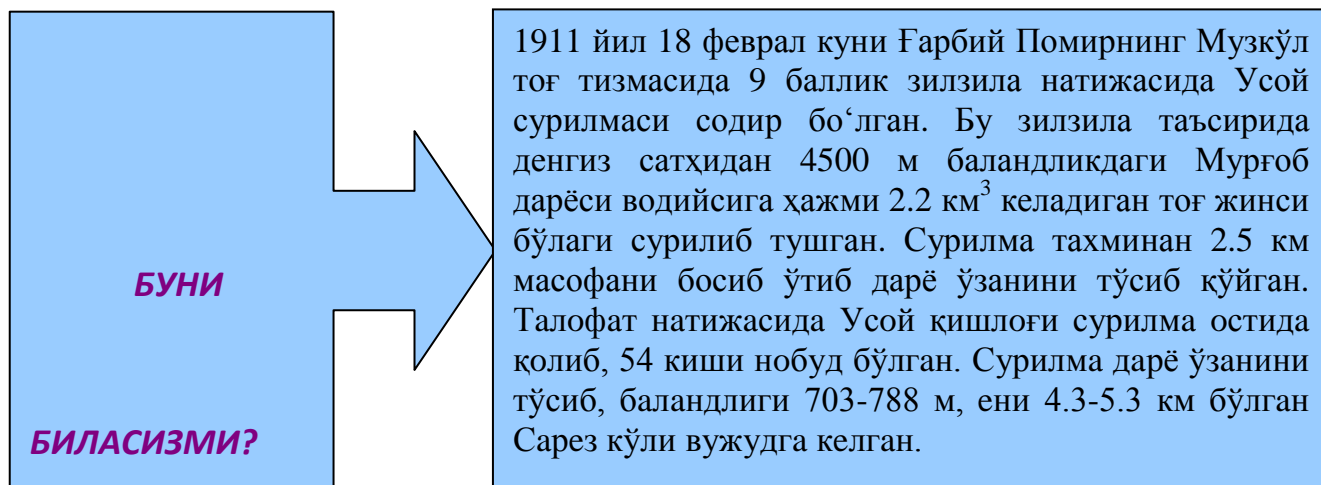 БУНИ
БИЛАСИЗМИ?
1911 йил 18 феврал куни Ғарбий Помирнинг Музкўл
тоғ тизмасида 9 баллик зилзила натижасида Усой
сурилмаси содир бо‘лган. Бу зилзила таъсирида
денгиз сатҳидан 4500 м баландликдаги Мурғоб
дарёси водийсига ҳажми 2.2 км³ келадиган тоғ жинси
бўлаги сурилиб тушган. Сурилма тахминан 2.5 км
масофани босиб ўтиб дарё ўзанини тўсиб қўйган.
Талофат натижасида Усой қишлоғи сурилма остида
қолиб, 54 киши нобуд бўлган. Сурилма дарё ўзанини
тўсиб, баландлиги 703-788 м, ени 4.3-5.3 км бўлган
Сарез кўли вужудга келган.